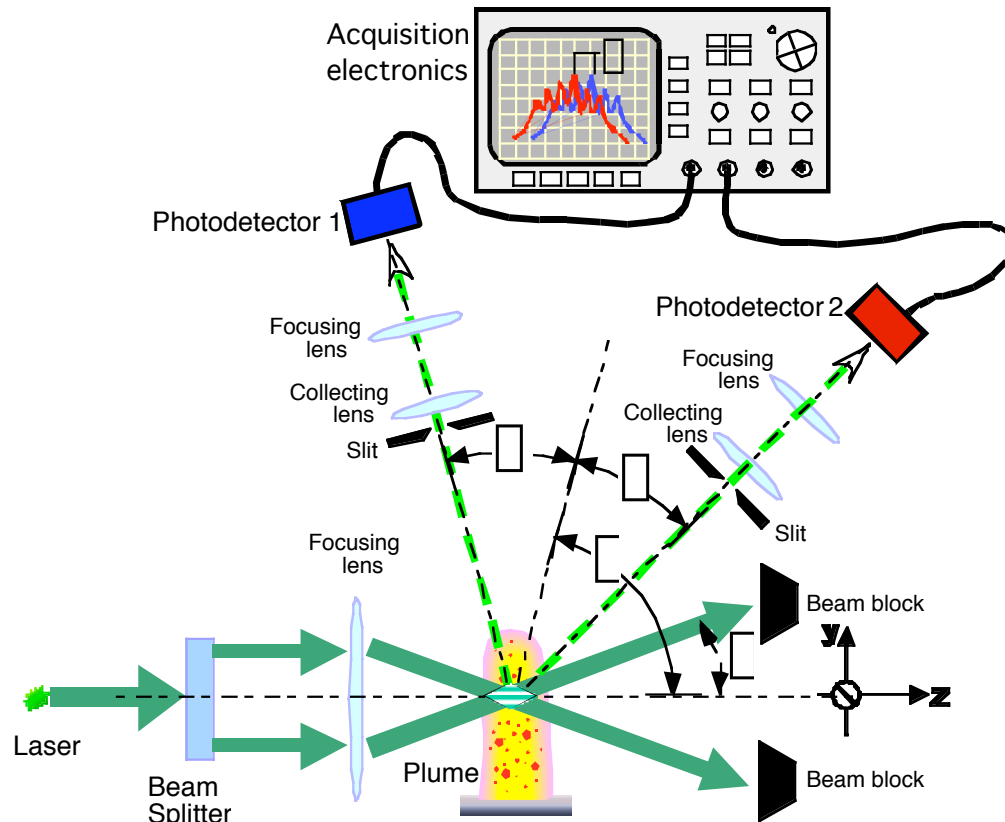 Acquisition
electronics
Photodetector 1
Photodetector 2
Focusing
lens
Focusing
lens
Collecting
lens
Collecting
lens
Slit
Slit
Focusing
lens
Beam block
y
z
Laser
Plume
Beam block
Beam
Splitter